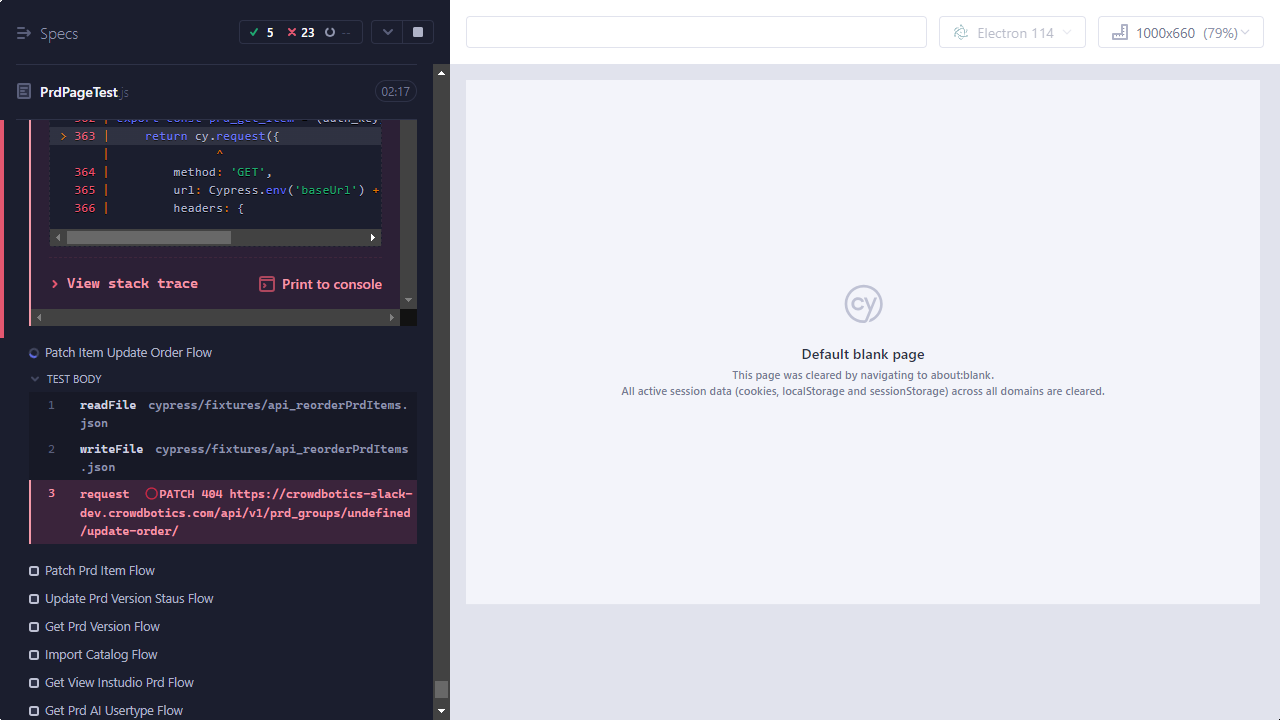 Specs
5 23 --
PrdPageTest.js
02:17
362 | export const prd_get_item = (auth_key
> 363 | return cy.request({
| ^
364 | method: 'GET',
365 | url: Cypress.env('baseUrl') +
366 | headers: {
View stack trace
Print to console
Patch Item Update Order Flow
TEST BODY
1 readFile cypress/fixtures/api_reorderPrdItems.
json
2 writeFile cypress/fixtures/api_reorderPrdItems
.json
3 request PATCH 404 https://crowdbotics-slack-
dev.crowdbotics.com/api/v1/prd_groups/undefined
/update-order/
Patch Prd Item Flow
Update Prd Version Staus Flow
Get Prd Version Flow
Import Catalog Flow
Get View Instudio Prd Flow
Get Prd AI Usertype Flow
Electron 114
1000x660 (79%)
cy
Default blank page
This page was cleared by navigating to about:blank.
All active session data (cookies, localStorage and sessionStorage) across all domains are cleared.